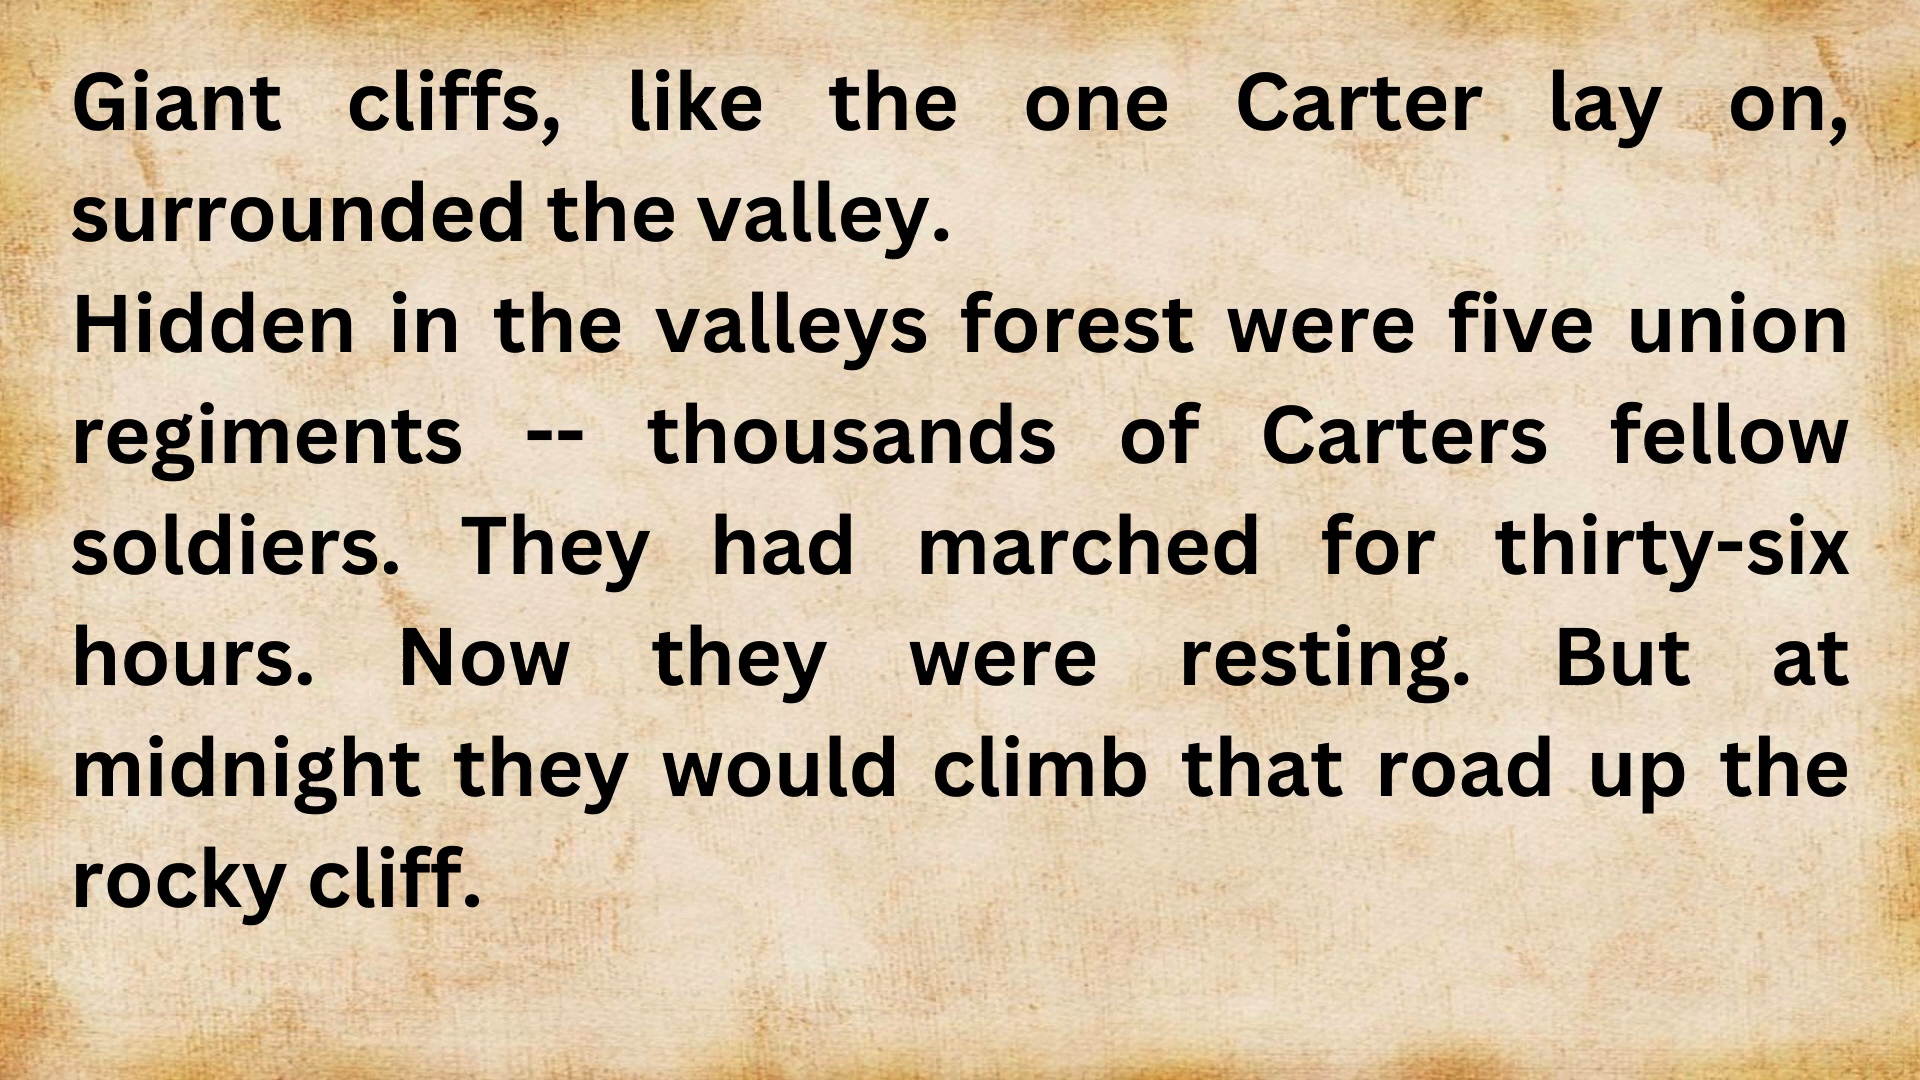 Giant cliffs, like the one Carter lay on,
surrounded the valley.
Hidden in the valleys forest were five union
regiments -- thousands of Carters fellow
soldiers. They had marched for thirty-six
hours. Now they were resting. But at
midnight they would climb that road up the
rocky cliff.